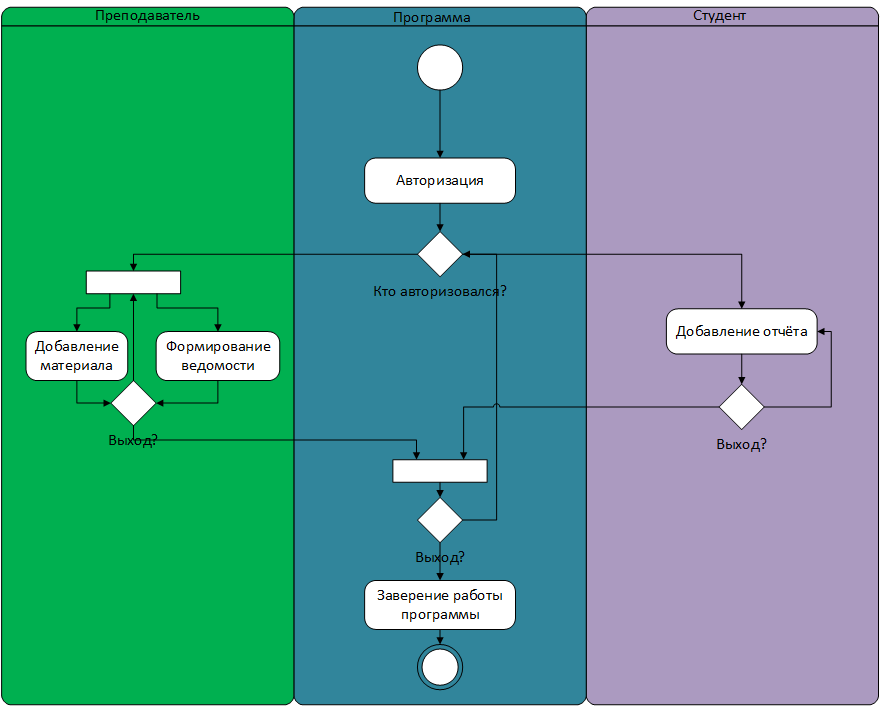 Преподаватель
Программа
Студент
Авторизация
Кто авторизовался?
Добавление
материала
Формирование
ведомости
Добавление отчёта
Выход?
Выход?
Выход?
Заверение работы
программы